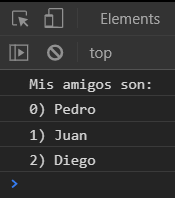 Elements
top
Mis amigos son:
0) Pedro
1) Juan
2) Diego